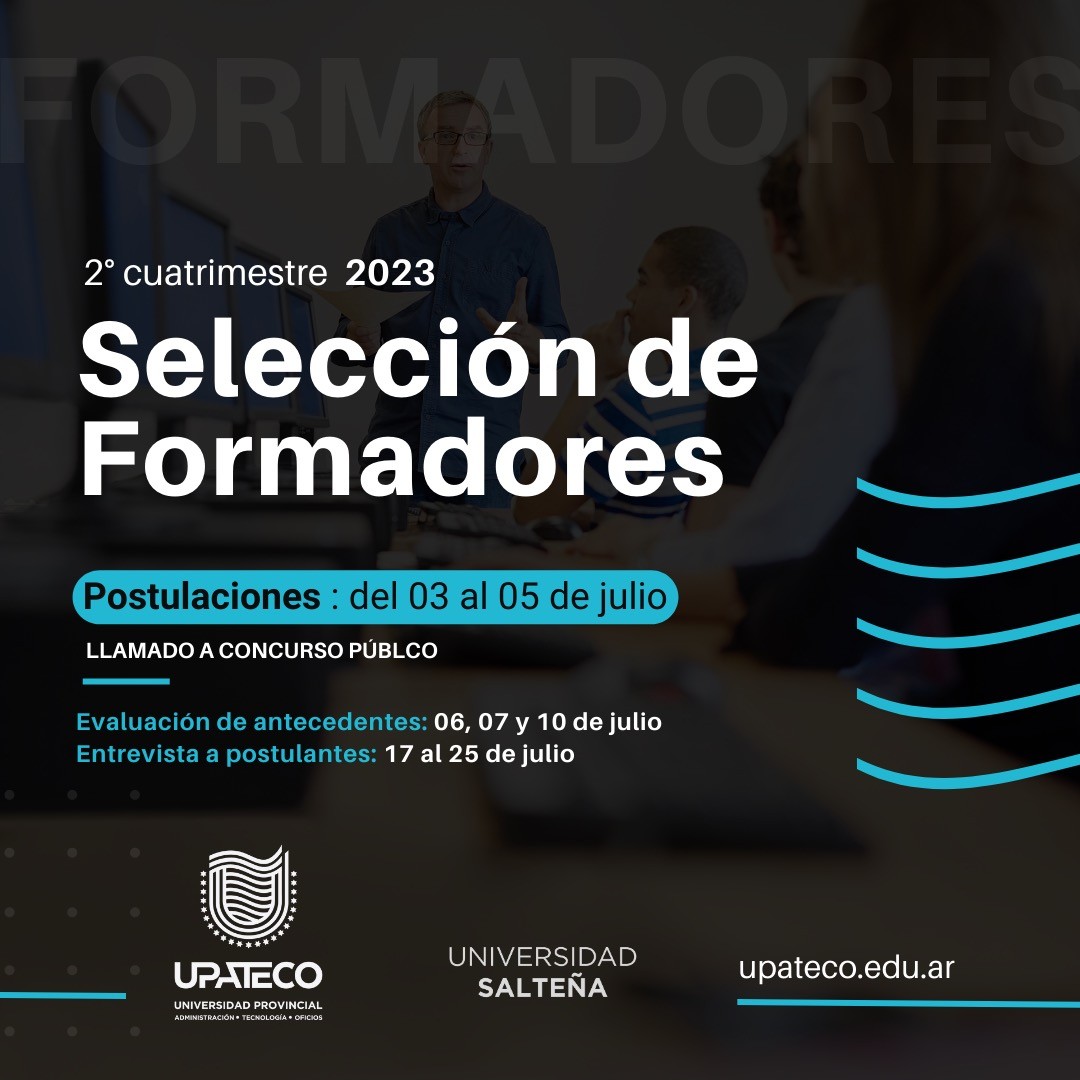 FORMADORES
2° cuatrimestre 2023
Selección de
Formadores
Postulaciones : del 03 al 05 de julio
LLAMADO A CONCURSO PÚBLCO
Evaluación de antecedentes: 06, 07 y 10 de julio
Entrevista a postulantes: 17 al 25 de julio
UPATECO
UNIVERSIDAD PROVINCIAL
ADMINISTRACIÓN • TECNOLOGÍA • OFICIOS
UNIVERSIDAD
SALTEÑA
upateco.edu.ar